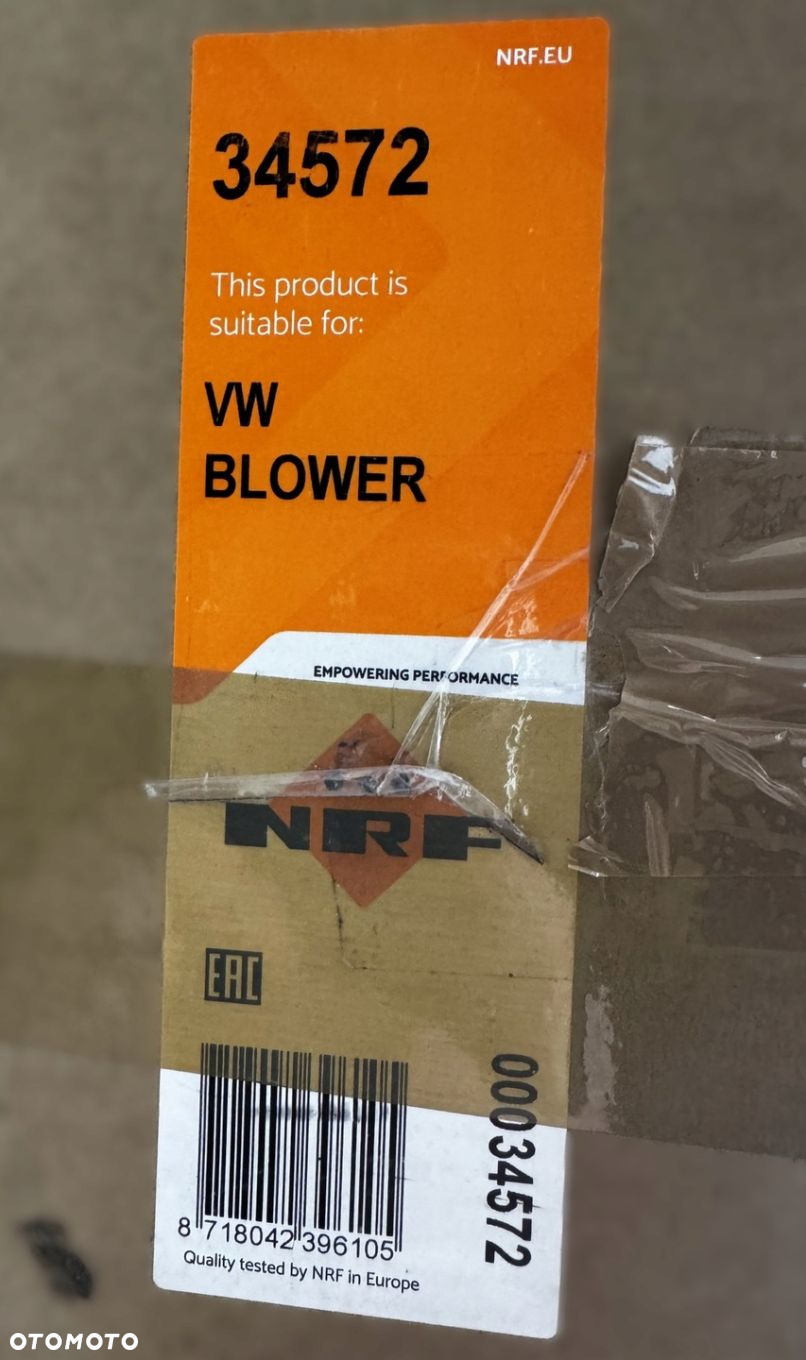 NRF.EU
34572
This product is
suitable for:
VW
BLOWER
EMPOWERING PERFORMANCE
NRF
EAC
00034572
8 718042 396105
Quality tested by NRF in Europe
OTOMOTO